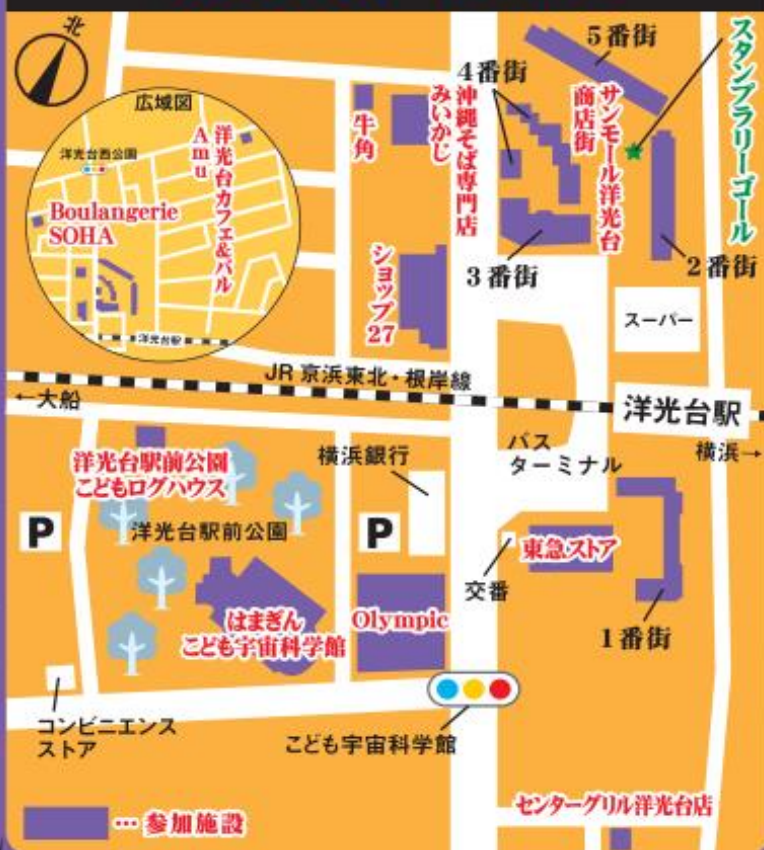 北
広域図
洋光台西公園
洋光台カフェ&バル
Amu
Boulangerie
SOHA
洋光台駅
牛角
沖縄そば専門店
みいかじ
ショップ27
4番街
5番街
サンモール洋光台
商店街
スタンプラリーゴール
3番街
2番街
スーパー
JR京浜東北・根岸線
←大船
洋光台駅
横浜→
洋光台駅前公園
こどもログハウス
横浜銀行
バス
ターミナル
P
洋光台駅前公園
P
東急ストア
交番
はまぎん
こども宇宙科学館
Olympic
1番街
コンビニエンス
ストア
こども宇宙科学館
センターグリル洋光台店
… 参加施設